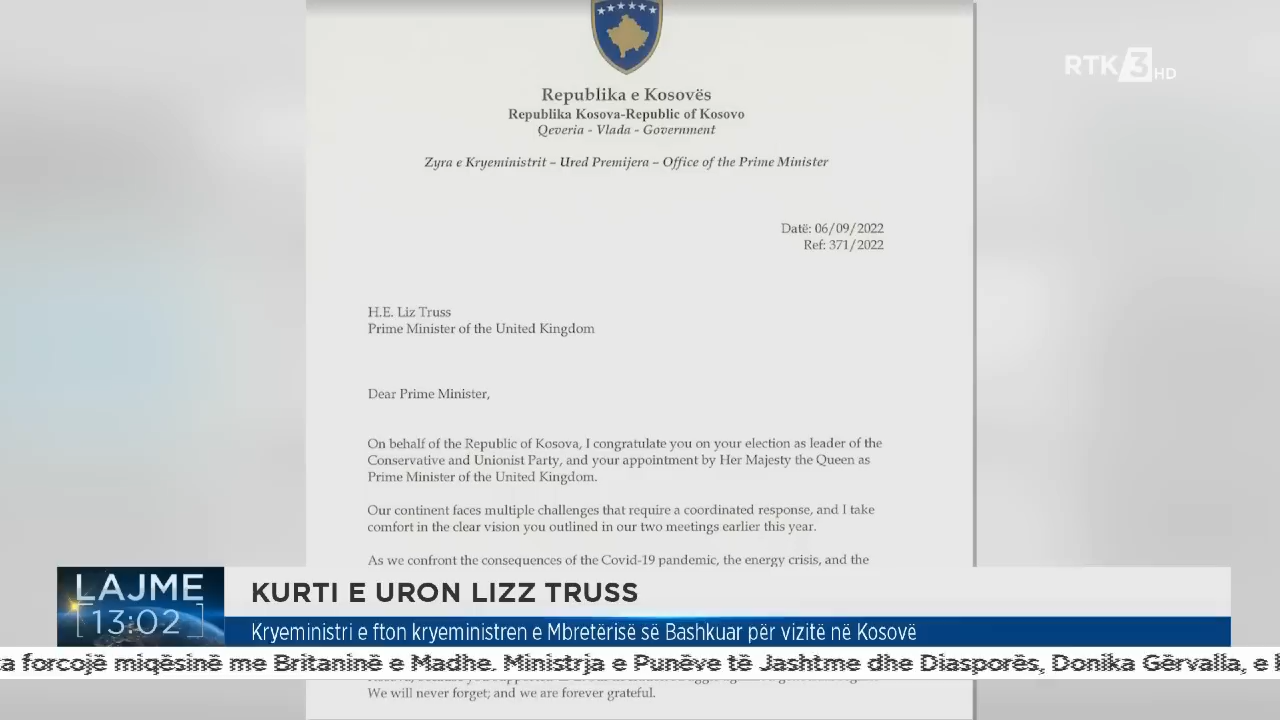 RTK 3 HD
Republika e Kosovës
Republika Kosova-Republic of Kosovo
Qeveria - Vlada - Government
Zyra e Kryeministrit – Ured Premijera – Office of the Prime Minister
Datë: 06/09/2022
Ref: 371/2022
H.E. Liz Truss
Prime Minister of the United Kingdom
Dear Prime Minister,
On behalf of the Republic of Kosova, I congratulate you on your election as leader of the
Conservative and Unionist Party, and your appointment by Her Majesty the Queen as
Prime Minister of the United Kingdom.
Our continent faces multiple challenges that require a coordinated response, and I take
comfort in the clear vision you outlined in our two meetings earlier this year.
As we confront the consequences of the Covid-19 pandemic, the energy crisis, and the
LAJME
13:02
KURTI E URON LIZZ TRUSS
Kryeministri e fton kryeministren e Mbretërisë së Bashkuar për vizitë në Kosovë
ta forcojë miqësinë me Britaninë e Madhe. Ministrja e Punëve të Jashtme dhe Diasporës, Donika Gërvalla, e
We will never forget; and we are forever grateful.